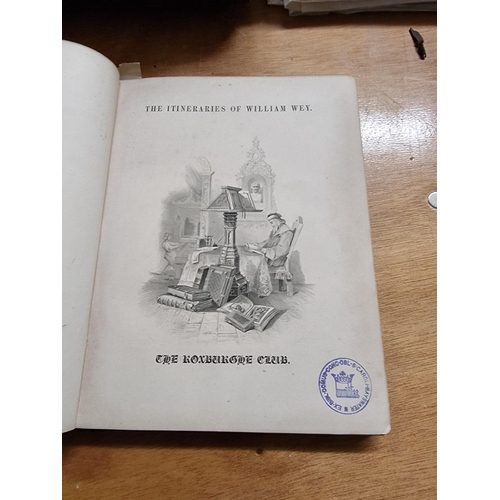 THE ITINERARIES OF WILLIAM WEY.
THE ROXBURGHE CLUB.